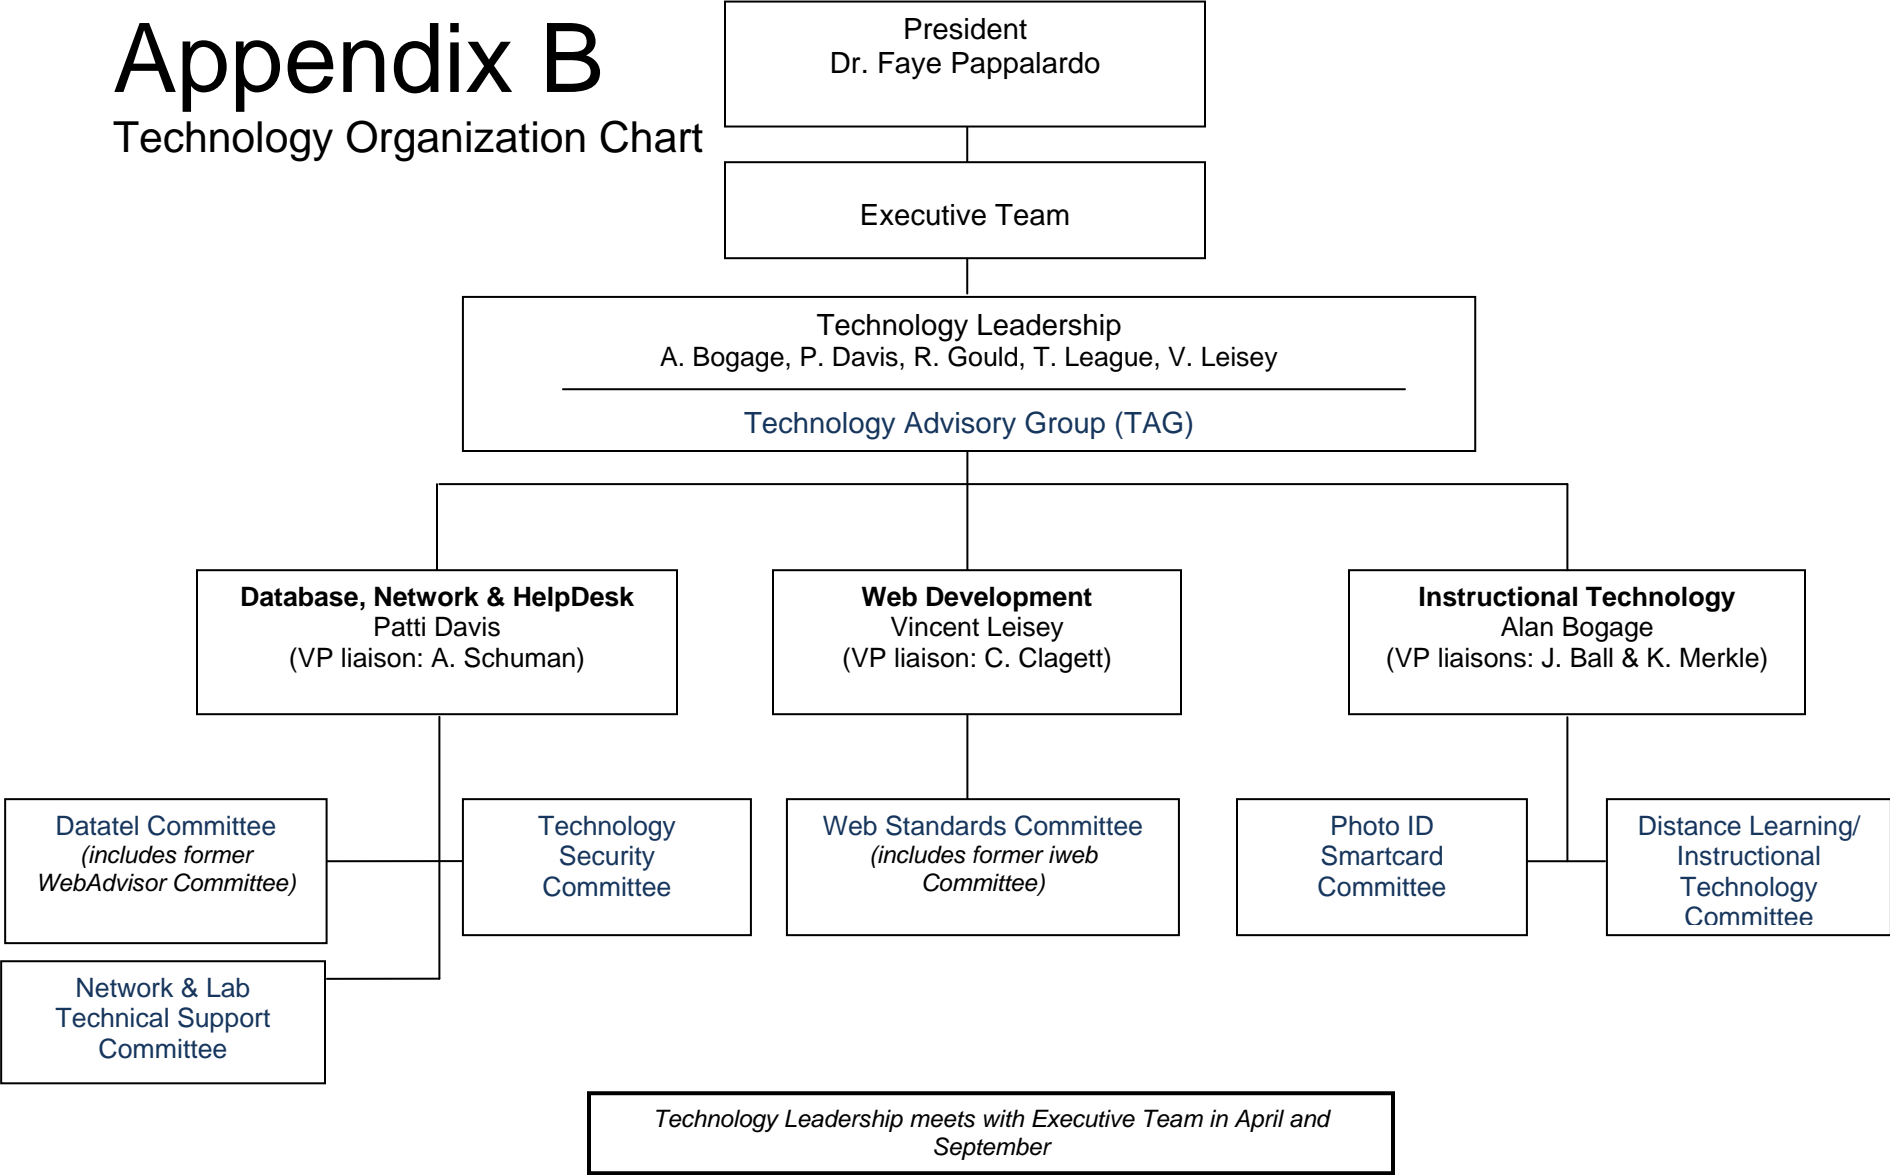 Appendix B
Technology Organization Chart
President
Dr. Faye Pappalardo
Executive Team
Technology Leadership
A. Bogage, P. Davis, R. Gould, T. League, V. Leisey
Technology Advisory Group (TAG)
Database, Network & HelpDesk
Patti Davis
(VP liaison: A. Schuman)
Web Development
Vincent Leisey
(VP liaison: C. Clagett)
Instructional Technology
Alan Bogage
(VP liaisons: J. Ball & K. Merkle)
Datatel Committee
(includes former
WebAdvisor Committee)
Technology
Security
Committee
Web Standards Committee
(includes former iweb
Committee)
Photo ID
Smartcard
Committee
Distance Learning/
Instructional
Technology
Committee
Network & Lab
Technical Support
Committee
Technology Leadership meets with Executive Team in April and
September